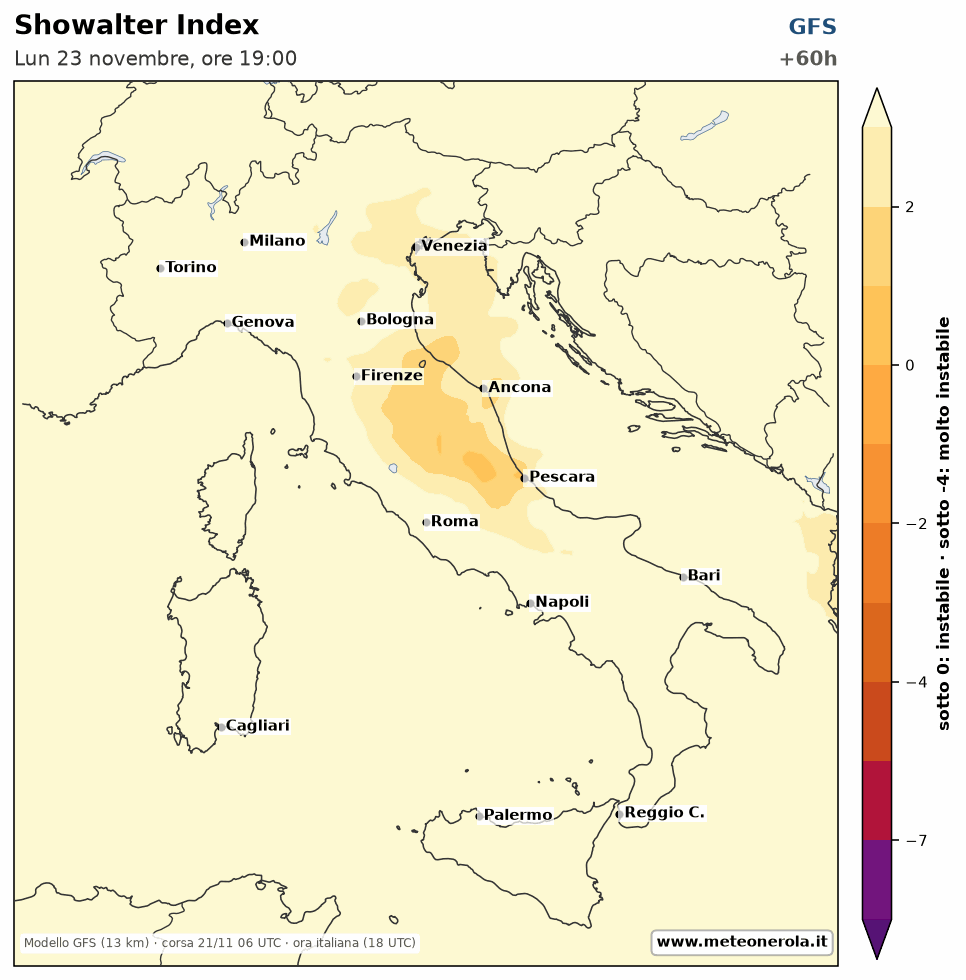 Showalter Index
GFS
Lun 23 novembre, ore 19:00
+60h
Milano
Venezia
Torino
Genova
Bologna
Firenze
Ancona
Pescara
Roma
Bari
Napoli
Cagliari
Palermo
Reggio C.
2
0
−2
−4
−7
sotto 0: instabile · sotto -4: molto instabile
Modello GFS (13 km) · corsa 21/11 06 UTC · ora italiana (18 UTC)
www.meteonerola.it